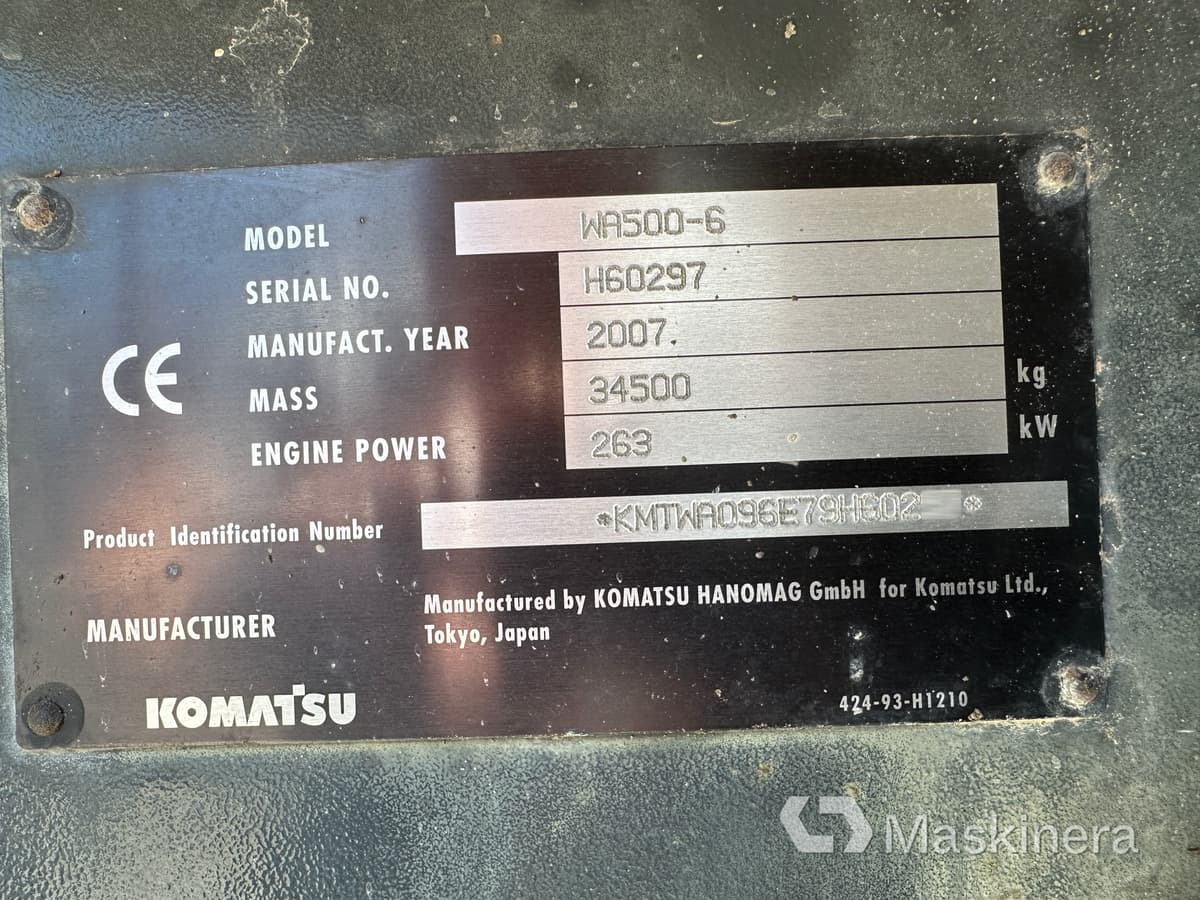 MODEL WA500-6
SERIAL NO. H60297
MANUFACT. YEAR 2007.
MASS 34500 kg
ENGINE POWER 263 kW
CE
Product Identification Number *KMTWA096E79H602 *
MANUFACTURER Manufactured by KOMATSU HANOMAG GmbH for Komatsu Ltd.,
Tokyo, Japan
KOMATSU
424-93-H1210
Maskinera